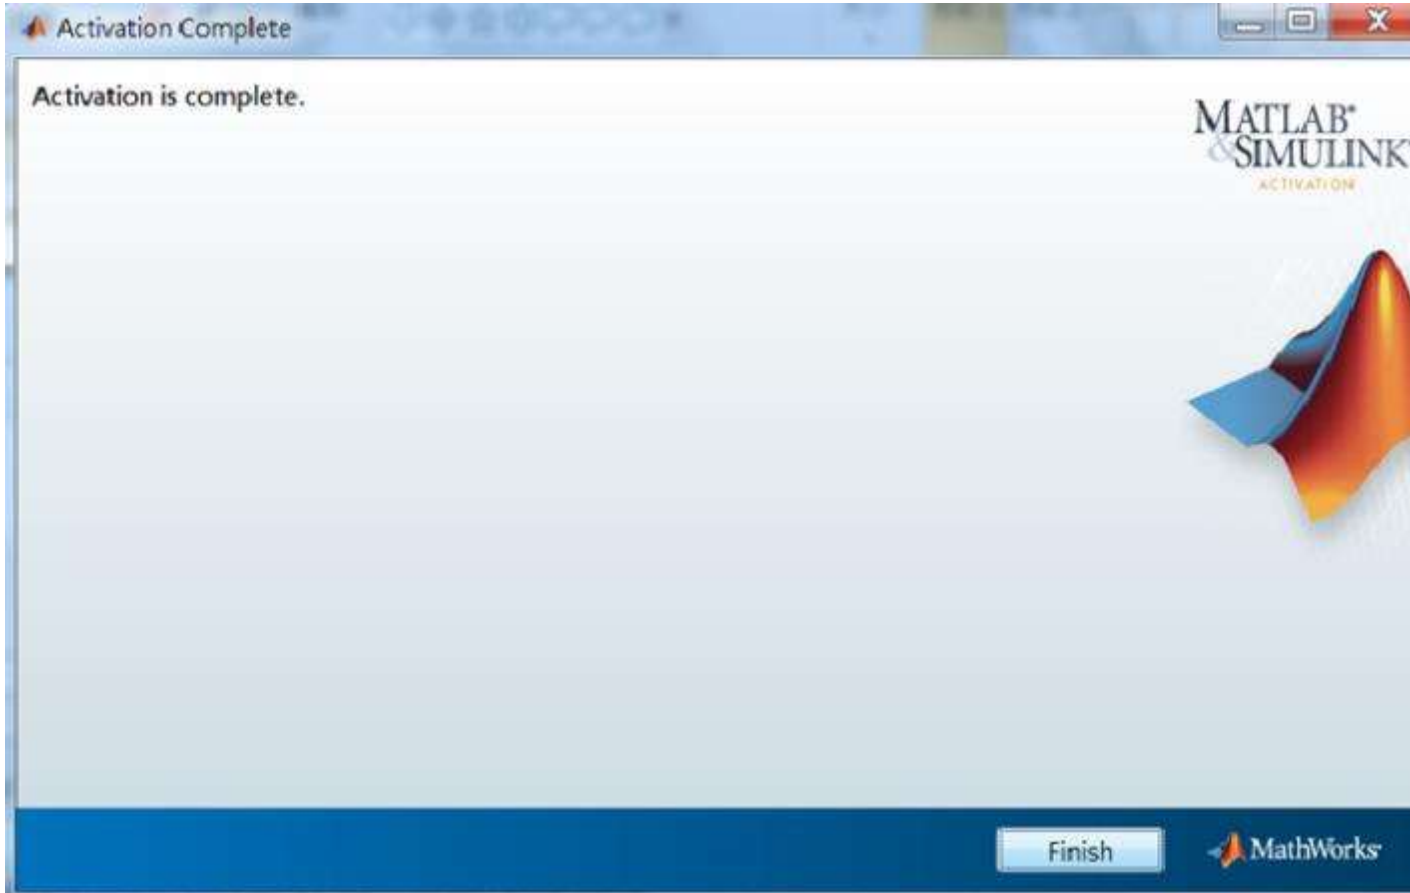 Activation Complete
Activation is complete.
MATLAB®
&SIMULINK®
ACTIVATION
Finish
MathWorks®